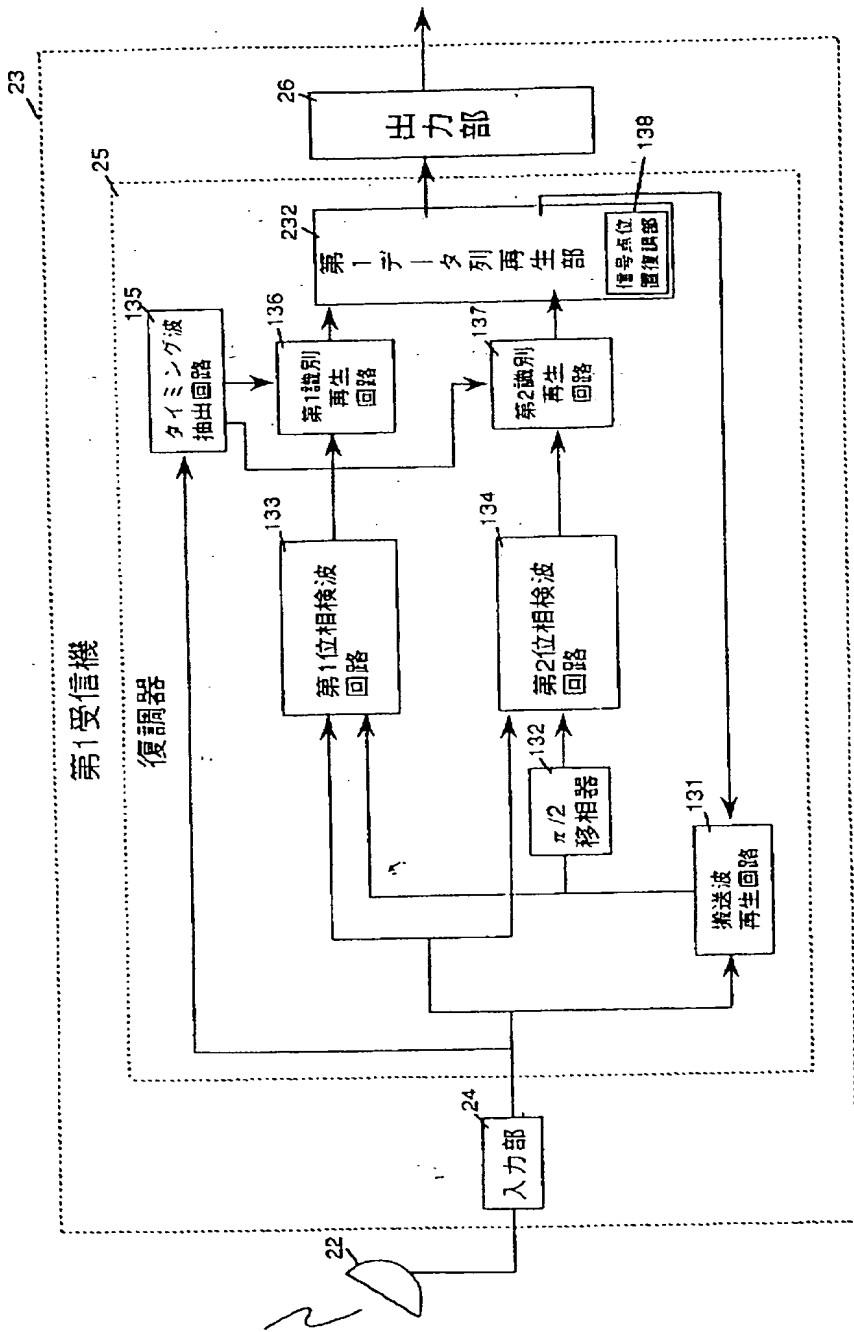 第1受信機
23
復調器
25
22
24
入力部
135
タイミング波
抽出回路
133
第1位相検波
回路
136
第1識別
再生
回路
134
第2位相検波
回路
137
第2識別
再生
回路
132
π/2
移相器
131
搬送波
再生回路
232
第1データ列再生部
138
信号点位
置復調部
26
出力部